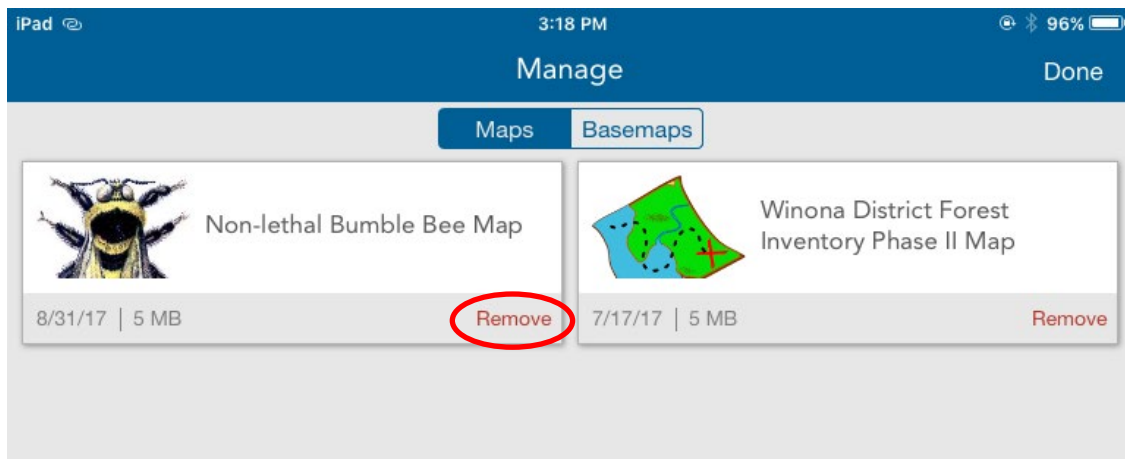 iPad 3:18 PM 96%
Manage Done
Maps Basemaps
Non-lethal Bumble Bee Map
8/31/17 | 5 MB Remove
Winona District Forest
Inventory Phase II Map
7/17/17 | 5 MB Remove